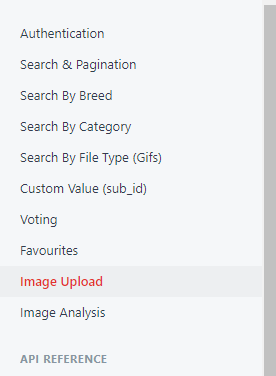 Authentication
Search & Pagination
Search By Breed
Search By Category
Search By File Type (Gifs)
Custom Value (sub_id)
Voting
Favourites
Image Upload
Image Analysis
API REFERENCE